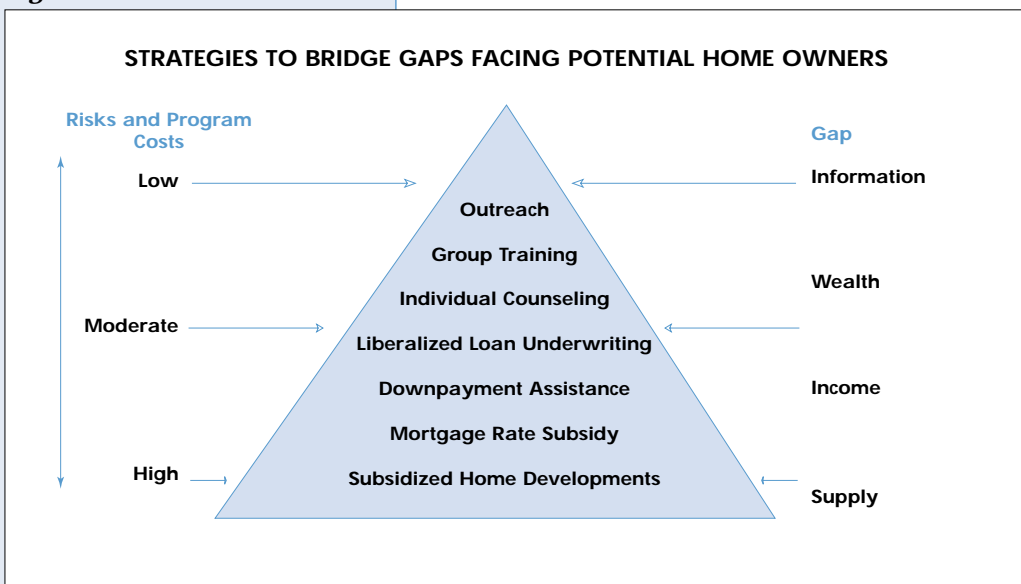 STRATEGIES TO BRIDGE GAPS FACING POTENTIAL HOME OWNERS
Risks and Program
Costs
Gap
Low
Information
Outreach
Group Training
Wealth
Individual Counseling
Moderate
Liberalized Loan Underwriting
Downpayment Assistance
Income
Mortgage Rate Subsidy
High
Subsidized Home Developments
Supply